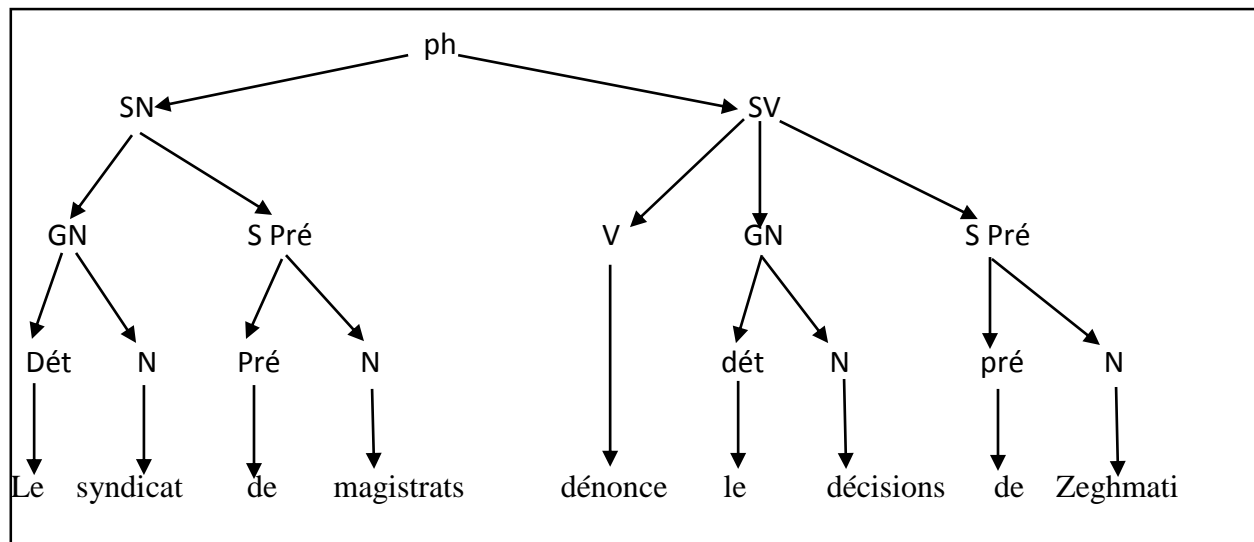 ph
SN SV
GN S Pré V GN S Pré
Dét N Pré N dét N pré N
Le syndicat de magistrats dénonce le décisions de Zeghmati